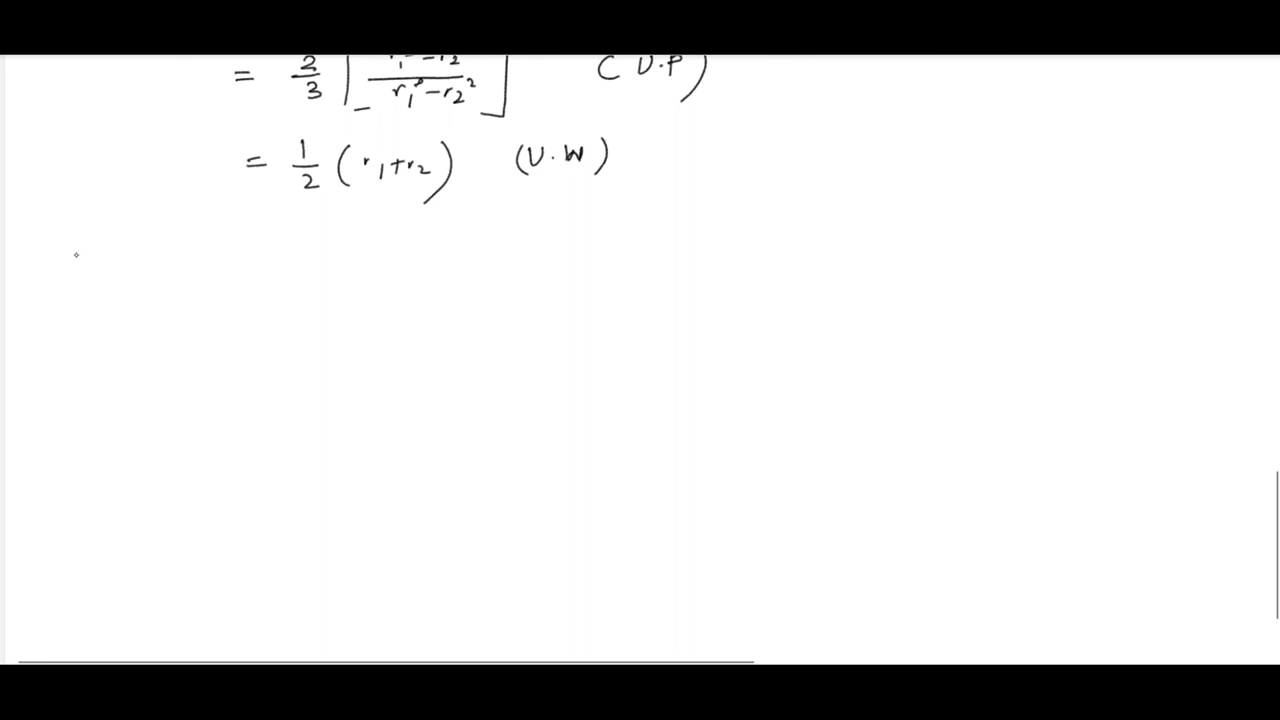 = 2/3 [ r₁³ - r₂³ / r₁² - r₂² ] (U.P)
= 1/2 (r₁+r₂) (U.W)